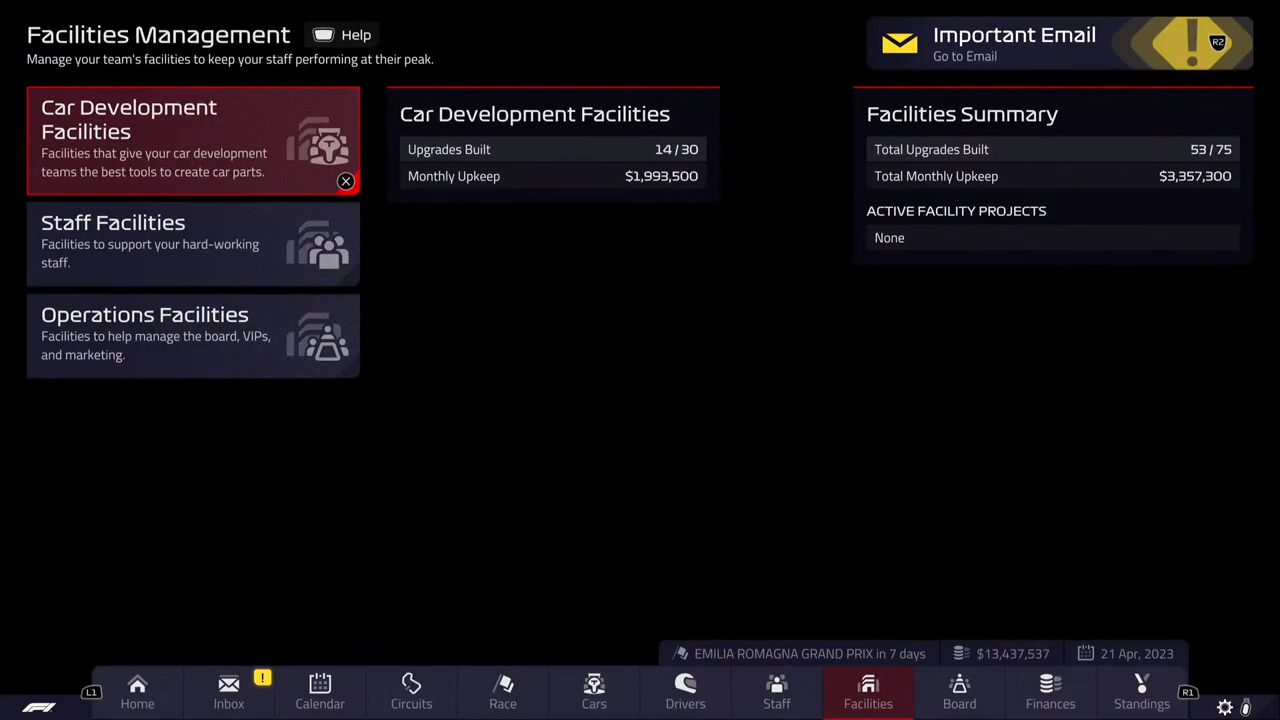 Facilities Management
Help
Manage your team's facilities to keep your staff performing at their peak.
Important Email
Go to Email
R2
Car Development
Facilities
Facilities that give your car development
teams the best tools to create car parts.
Staff Facilities
Facilities to support your hard-working
staff.
Operations Facilities
Facilities to help manage the board, VIPs,
and marketing.
Car Development Facilities
Upgrades Built 14 / 30
Monthly Upkeep $1,993,500
Facilities Summary
Total Upgrades Built 53 / 75
Total Monthly Upkeep $3,357,300
ACTIVE FACILITY PROJECTS
None
EMILIA ROMAGNA GRAND PRIX in 7 days $13,437,537 21 Apr, 2023
L1 Home Inbox ! Calendar Circuits Race Cars Drivers Staff Facilities Board Finances Standings R1
F1